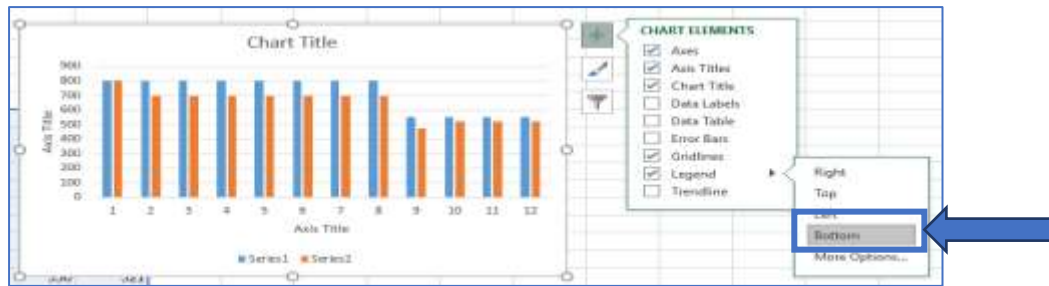 Chart Title
900
800
700
600
500
400
300
200
100
0
Axis Title
1 2 3 4 5 6 7 8 9 10 11 12
Axis Title
Series1 Series2
CHART ELEMENTS
Axes
Axis Titles
Chart Title
Data Labels
Data Table
Error Bars
Gridlines
Legend
Trendline
Right
Top
Left
Bottom
More Options...